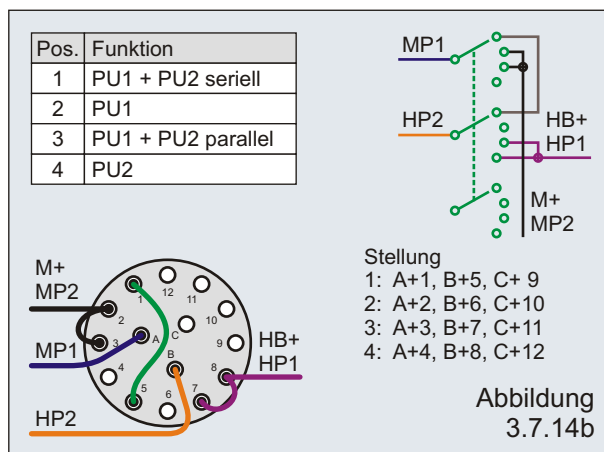 Pos. Funktion
1 PU1 + PU2 seriell
2 PU1
3 PU1 + PU2 parallel
4 PU2
MP1
HP2
HB+
HP1
M+
MP2
Stellung
1: A+1, B+5, C+ 9
2: A+2, B+6, C+10
3: A+3, B+7, C+11
4: A+4, B+8, C+12
M+
MP2
MP1
HP2
HB+
HP1
12
11
1
10
2
C
A
3
9
B
8
4
7
5
6
Abbildung
3.7.14b